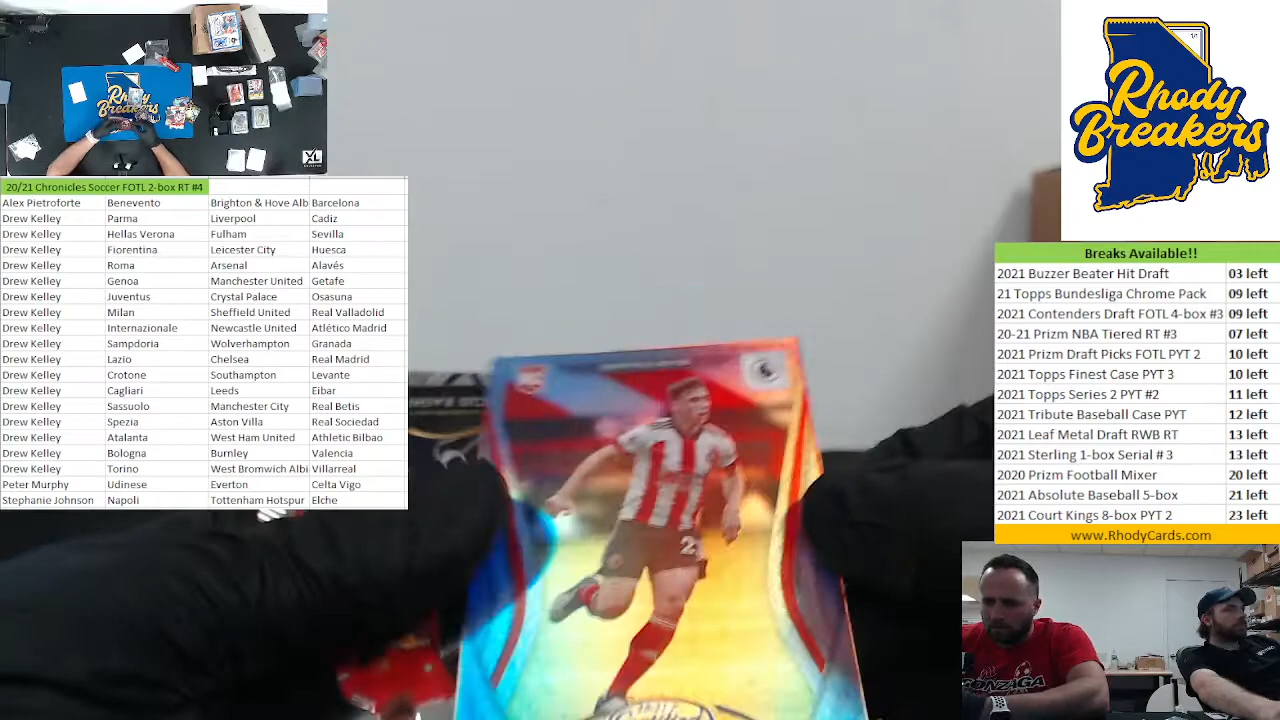 Rhody
Breakers
XL
20/21 Chronicles Soccer FOTL 2-box RT #4
Alex Pietroforte Benevento Brighton & Hove Alb Barcelona
Drew Kelley Parma Liverpool Cadiz
Drew Kelley Hellas Verona Fulham Sevilla
Drew Kelley Fiorentina Leicester City Huesca
Drew Kelley Roma Arsenal Alavés
Drew Kelley Genoa Manchester United Getafe
Drew Kelley Juventus Crystal Palace Osasuna
Drew Kelley Milan Sheffield United Real Valladolid
Drew Kelley Internazionale Newcastle United Atlético Madrid
Drew Kelley Sampdoria Wolverhampton Granada
Drew Kelley Lazio Chelsea Real Madrid
Drew Kelley Crotone Southampton Levante
Drew Kelley Cagliari Leeds Eibar
Drew Kelley Sassuolo Manchester City Real Betis
Drew Kelley Spezia Aston Villa Real Sociedad
Drew Kelley Atalanta West Ham United Athletic Bilbao
Drew Kelley Bologna Burnley Valencia
Drew Kelley Torino West Bromwich Albi Villarreal
Peter Murphy Udinese Everton Celta Vigo
Stephanie Johnson Napoli Tottenham Hotspur Elche
2
Rhody
Breakers
Breaks Available!!
2021 Buzzer Beater Hit Draft 03 left
21 Topps Bundesliga Chrome Pack 09 left
2021 Contenders Draft FOTL 4-box #3 09 left
20-21 Prizm NBA Tiered RT #3 07 left
2021 Prizm Draft Picks FOTL PYT 2 10 left
2021 Topps Finest Case PYT 3 10 left
2021 Topps Series 2 PYT #2 11 left
2021 Tribute Baseball Case PYT 12 left
2021 Leaf Metal Draft RWB RT 13 left
2021 Sterling 1-box Serial # 3 13 left
2020 Prizm Football Mixer 20 left
2021 Absolute Baseball 5-box 21 left
2021 Court Kings 8-box PYT 2 23 left
www.RhodyCards.com
GONZAGA